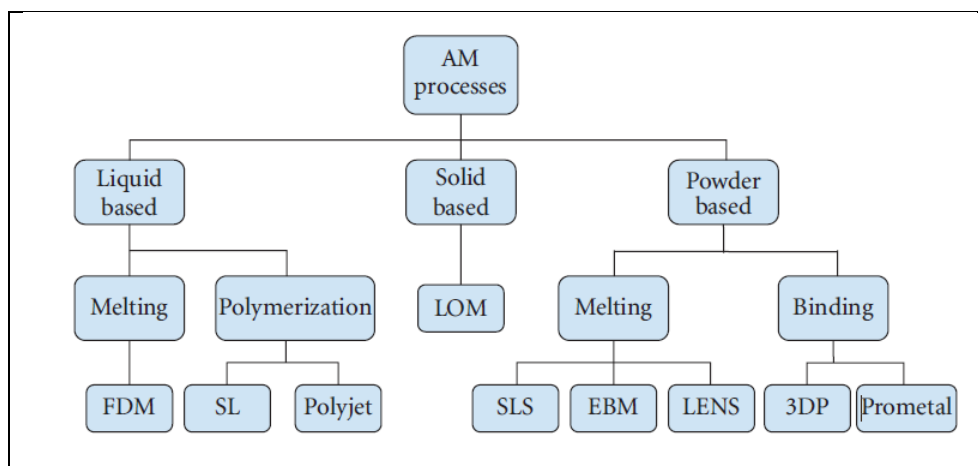 AM
processes
Liquid
based
Solid
based
Powder
based
Melting
Polymerization
LOM
Melting
Binding
FDM
SL
Polyjet
SLS
EBM
LENS
3DP
Prometal